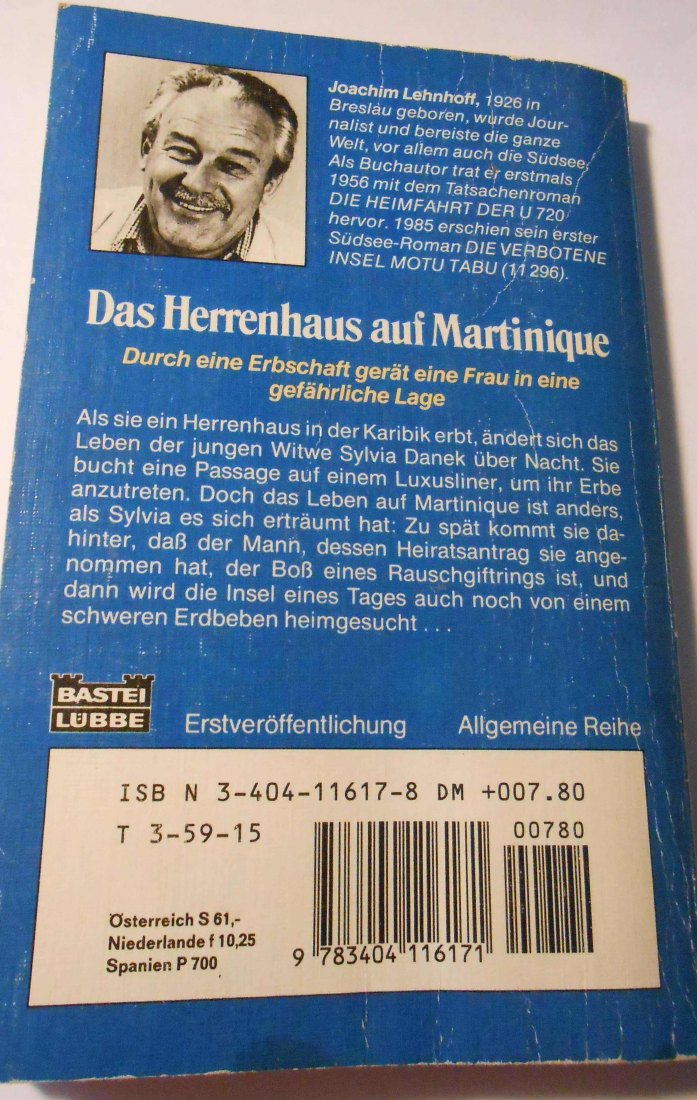 Joachim Lehnhoff, 1926 in
Breslau geboren, wurde Jour-
nalist und bereiste die ganze
Welt, vor allem auch die Südsee.
Als Buchautor trat er erstmals
1956 mit dem Tatsachenroman
DIE HEIMFAHRT DER U 720
hervor. 1985 erschien sein erster
Südsee-Roman DIE VERBOTENE
INSEL MOTU TABU (11 296).
Das Herrenhaus auf Martinique
Durch eine Erbschaft gerät eine Frau in eine
gefährliche Lage
Als sie ein Herrenhaus in der Karibik erbt, ändert sich das
Leben der jungen Witwe Sylvia Danek über Nacht. Sie
bucht eine Passage auf einem Luxusliner, um ihr Erbe
anzutreten. Doch das Leben auf Martinique ist anders,
als Sylvia es sich erträumt hat: Zu spät kommt sie da-
hinter, daß der Mann, dessen Heiratsantrag sie ange-
nommen hat, der Boß eines Rauschgiftrings ist, und
dann wird die Insel eines Tages auch noch von einem
schweren Erdbeben heimgesucht . . .
BASTEI
LÜBBE
Erstveröffentlichung Allgemeine Reihe
ISB N 3-404-11617-8 DM +007.80
T 3-59-15
00780
Österreich S 61,-
Niederlande f 10,25
Spanien P 700
9 783404 116171